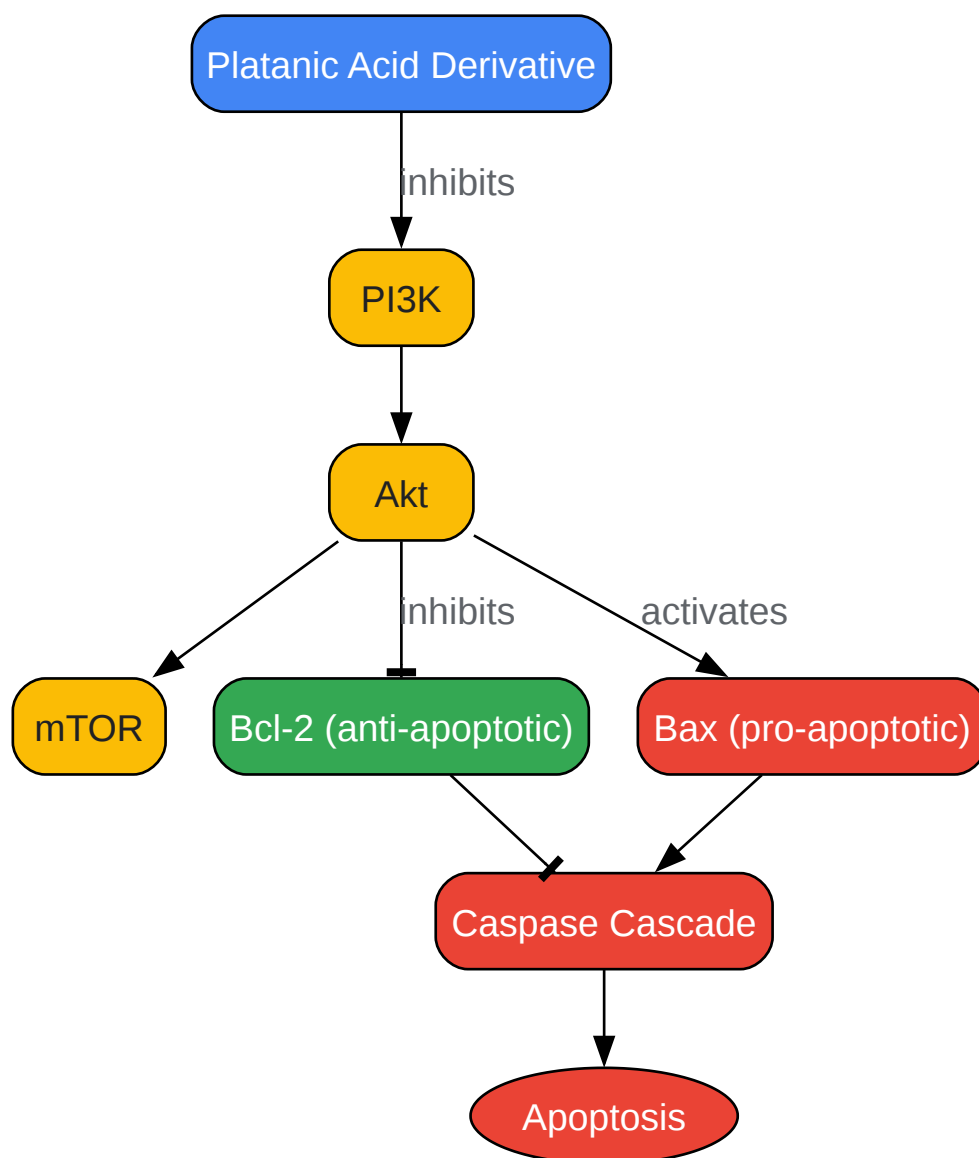 Platanic Acid Derivative
inhibits
PI3K
Akt
inhibits
activates
mTOR
Bcl-2 (anti-apoptotic)
Bax (pro-apoptotic)
Caspase Cascade
Apoptosis